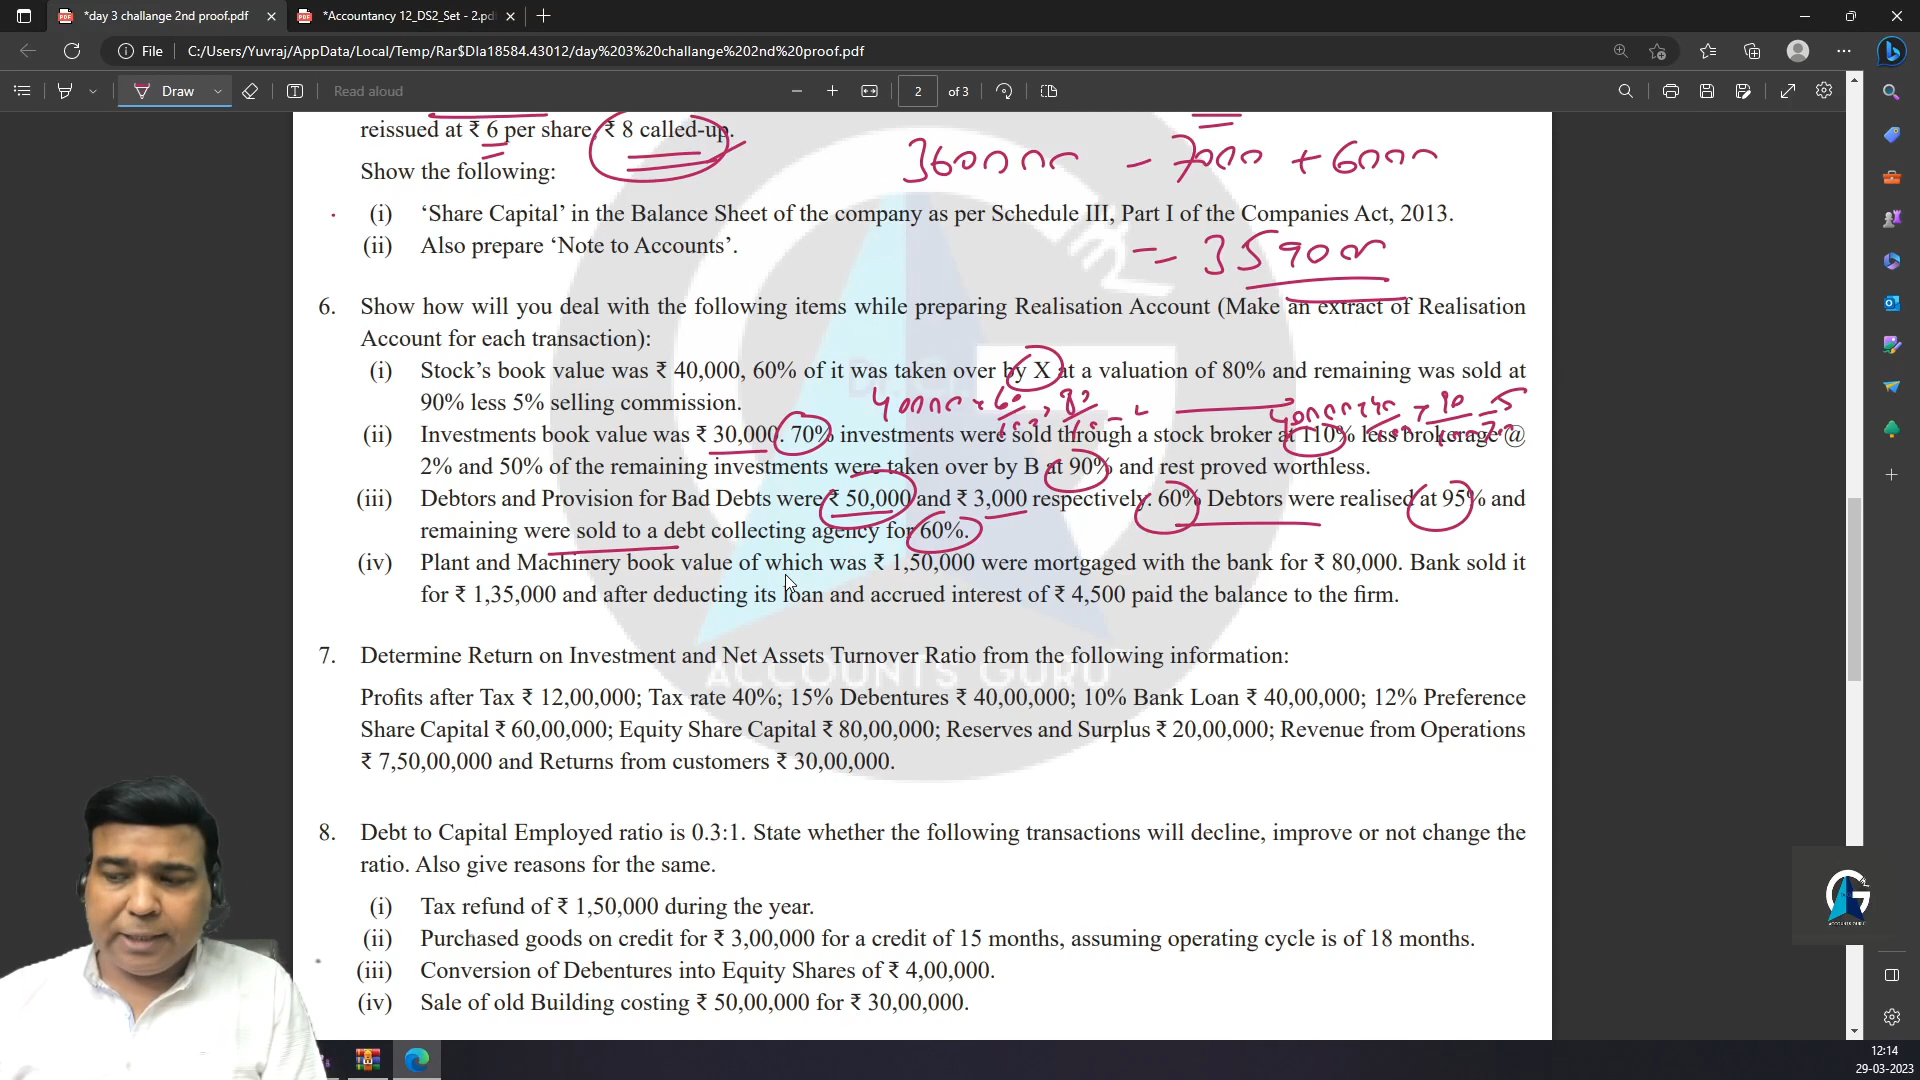 *day 3 challange 2nd proof.pdf
*Accountancy 12_DS2_Set - 2.pdf
File
C:/Users/Yuvraj/AppData/Local/Temp/Rar$DIa18584.43012/day%203%20challange%202nd%20proof.pdf
Draw
Read aloud
2 of 3
reissued at ₹ 6 per share, ₹ 8 called-up.
Show the following:
(i) ‘Share Capital’ in the Balance Sheet of the company as per Schedule III, Part I of the Companies Act, 2013.
(ii) Also prepare ‘Note to Accounts’.
360000 - 7000 + 6000
= 359000
6. Show how will you deal with the following items while preparing Realisation Account (Make an extract of Realisation
Account for each transaction):
(i) Stock’s book value was ₹ 40,000, 60% of it was taken over by X at a valuation of 80% and remaining was sold at
90% less 5% selling commission.
(ii) Investments book value was ₹ 30,000. 70% investments were sold through a stock broker at 110% less brokerage @
2% and 50% of the remaining investments were taken over by B at 90% and rest proved worthless.
(iii) Debtors and Provision for Bad Debts were ₹ 50,000 and ₹ 3,000 respectively. 60% Debtors were realised at 95% and
remaining were sold to a debt collecting agency for 60%.
(iv) Plant and Machinery book value of which was ₹ 1,50,000 were mortgaged with the bank for ₹ 80,000. Bank sold it
for ₹ 1,35,000 and after deducting its loan and accrued interest of ₹ 4,500 paid the balance to the firm.
7. Determine Return on Investment and Net Assets Turnover Ratio from the following information:
ACCOUNTS GURU
Profits after Tax ₹ 12,00,000; Tax rate 40%; 15% Debentures ₹ 40,00,000; 10% Bank Loan ₹ 40,00,000; 12% Preference
Share Capital ₹ 60,00,000; Equity Share Capital ₹ 80,00,000; Reserves and Surplus ₹ 20,00,000; Revenue from Operations
₹ 7,50,00,000 and Returns from customers ₹ 30,00,000.
8. Debt to Capital Employed ratio is 0.3:1. State whether the following transactions will decline, improve or not change the
ratio. Also give reasons for the same.
(i) Tax refund of ₹ 1,50,000 during the year.
(ii) Purchased goods on credit for ₹ 3,00,000 for a credit of 15 months, assuming operating cycle is of 18 months.
(iii) Conversion of Debentures into Equity Shares of ₹ 4,00,000.
(iv) Sale of old Building costing ₹ 50,00,000 for ₹ 30,00,000.
12:14
29-03-2023